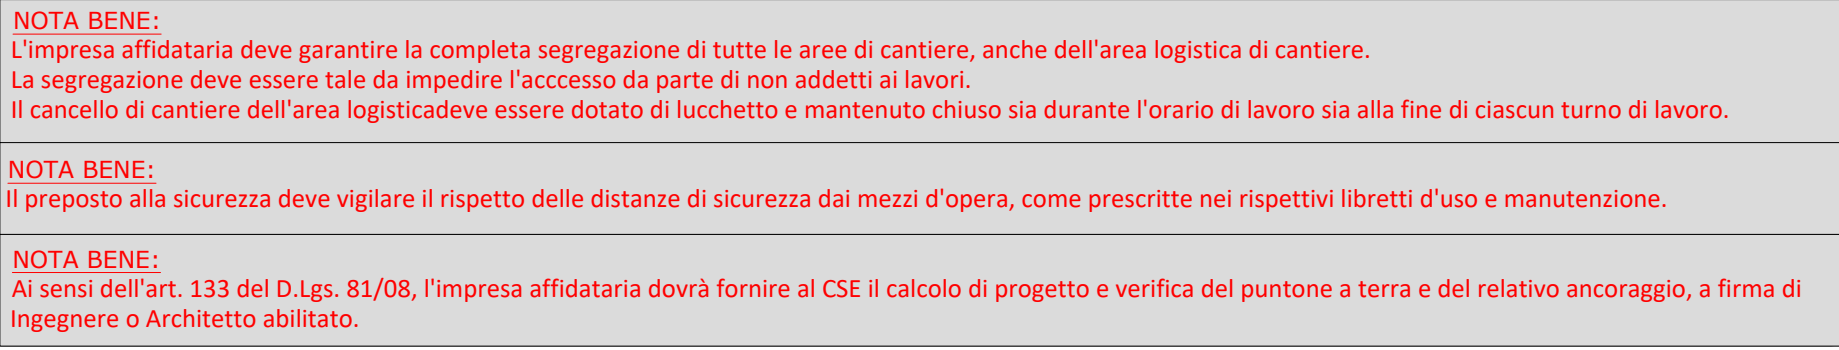 NOTA BENE:
L'impresa affidataria deve garantire la completa segregazione di tutte le aree di cantiere, anche dell'area logistica di cantiere.
La segregazione deve essere tale da impedire l'acccesso da parte di non addetti ai lavori.
Il cancello di cantiere dell'area logisticadeve essere dotato di lucchetto e mantenuto chiuso sia durante l'orario di lavoro sia alla fine di ciascun turno di lavoro.
NOTA BENE:
Il preposto alla sicurezza deve vigilare il rispetto delle distanze di sicurezza dai mezzi d'opera, come prescritte nei rispettivi libretti d'uso e manutenzione.
NOTA BENE:
Ai sensi dell'art. 133 del D.Lgs. 81/08, l'impresa affidataria dovrà fornire al CSE il calcolo di progetto e verifica del puntone a terra e del relativo ancoraggio, a firma di
Ingegnere o Architetto abilitato.